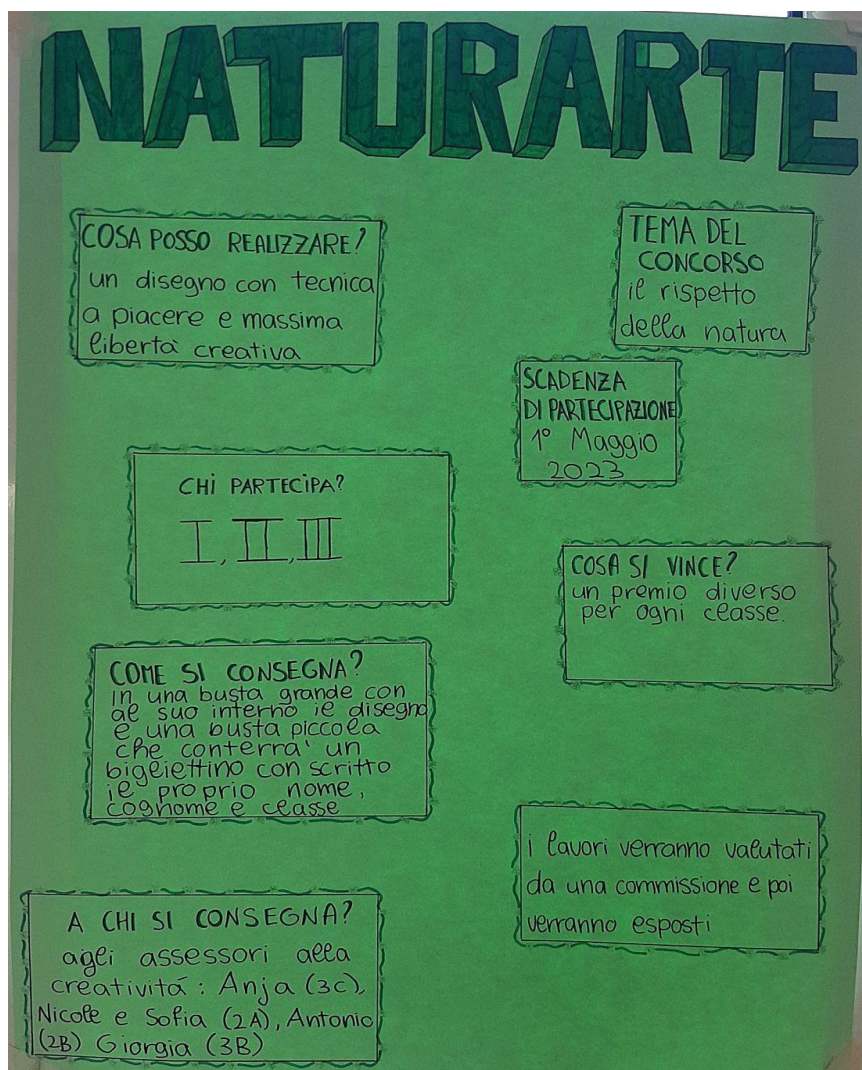 NATURARTE
COSA POSSO REALIZZARE?
un disegno con tecnica
a piacere e massima
libertà creativa
TEMA DEL
CONCORSO
il rispetto
della natura
SCADENZA
DI PARTECIPAZIONE
1° Maggio
2023
CHI PARTECIPA?
I, II, III
COSA SI VINCE?
un premio diverso
per ogni classe.
COME SI CONSEGNA?
in una busta grande con
al suo interno il disegno
e una busta piccola
che conterrà un
bigliettino con scritto
il proprio nome,
cognome e classe
i lavori verranno valutati
da una commissione e poi
verranno esposti
A CHI SI CONSEGNA?
agli assessori alla
creatività: Anja (3C),
Nicole e Sofia (2A), Antonio
(2B) Giorgia (3B)